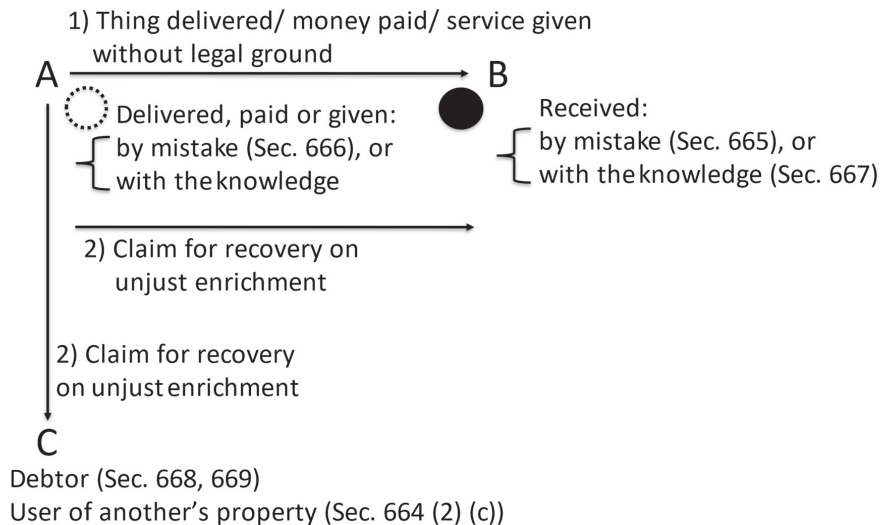 1) Thing delivered/ money paid/ service given
without legal ground
A
B
Delivered, paid or given:
by mistake (Sec. 666), or
with the knowledge
Received:
by mistake (Sec. 665), or
with the knowledge (Sec. 667)
2) Claim for recovery on
unjust enrichment
2) Claim for recovery
on unjust enrichment
C
Debtor (Sec. 668, 669)
User of another’s property (Sec. 664 (2) (c))